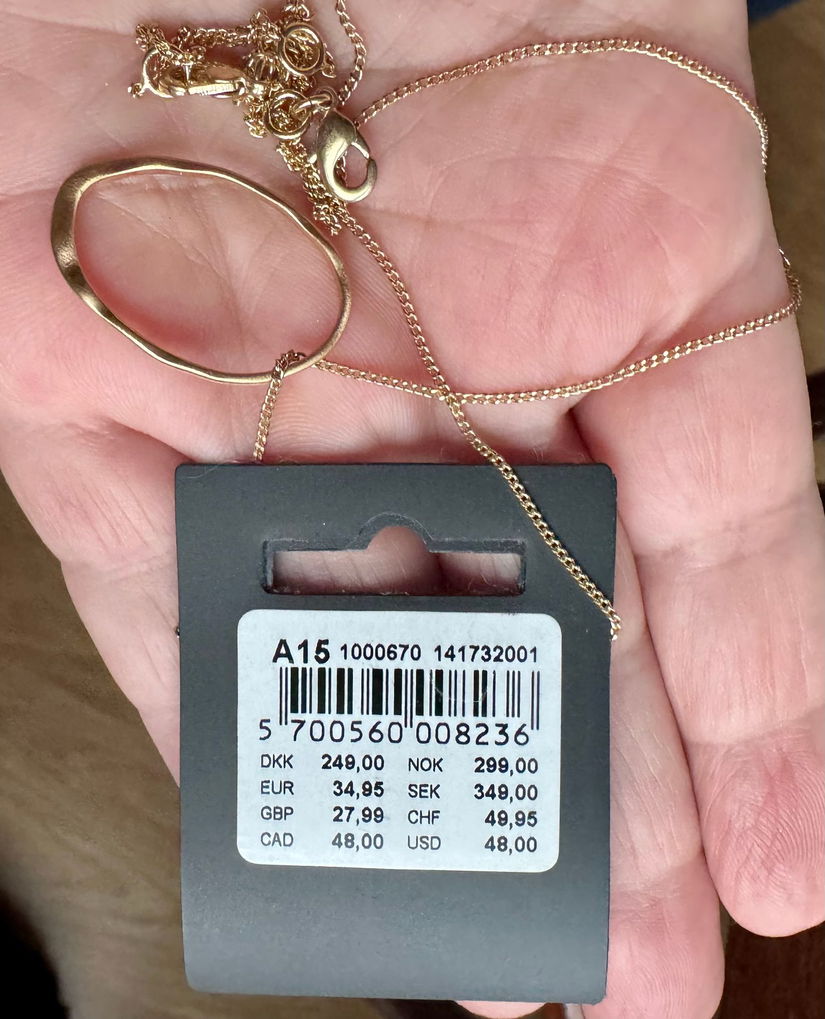 A15 1000670 141732001
5 700560 008236
DKK 249,00 NOK 299,00
EUR 34,95 SEK 349,00
GBP 27,99 CHF 49,95
CAD 48,00 USD 48,00